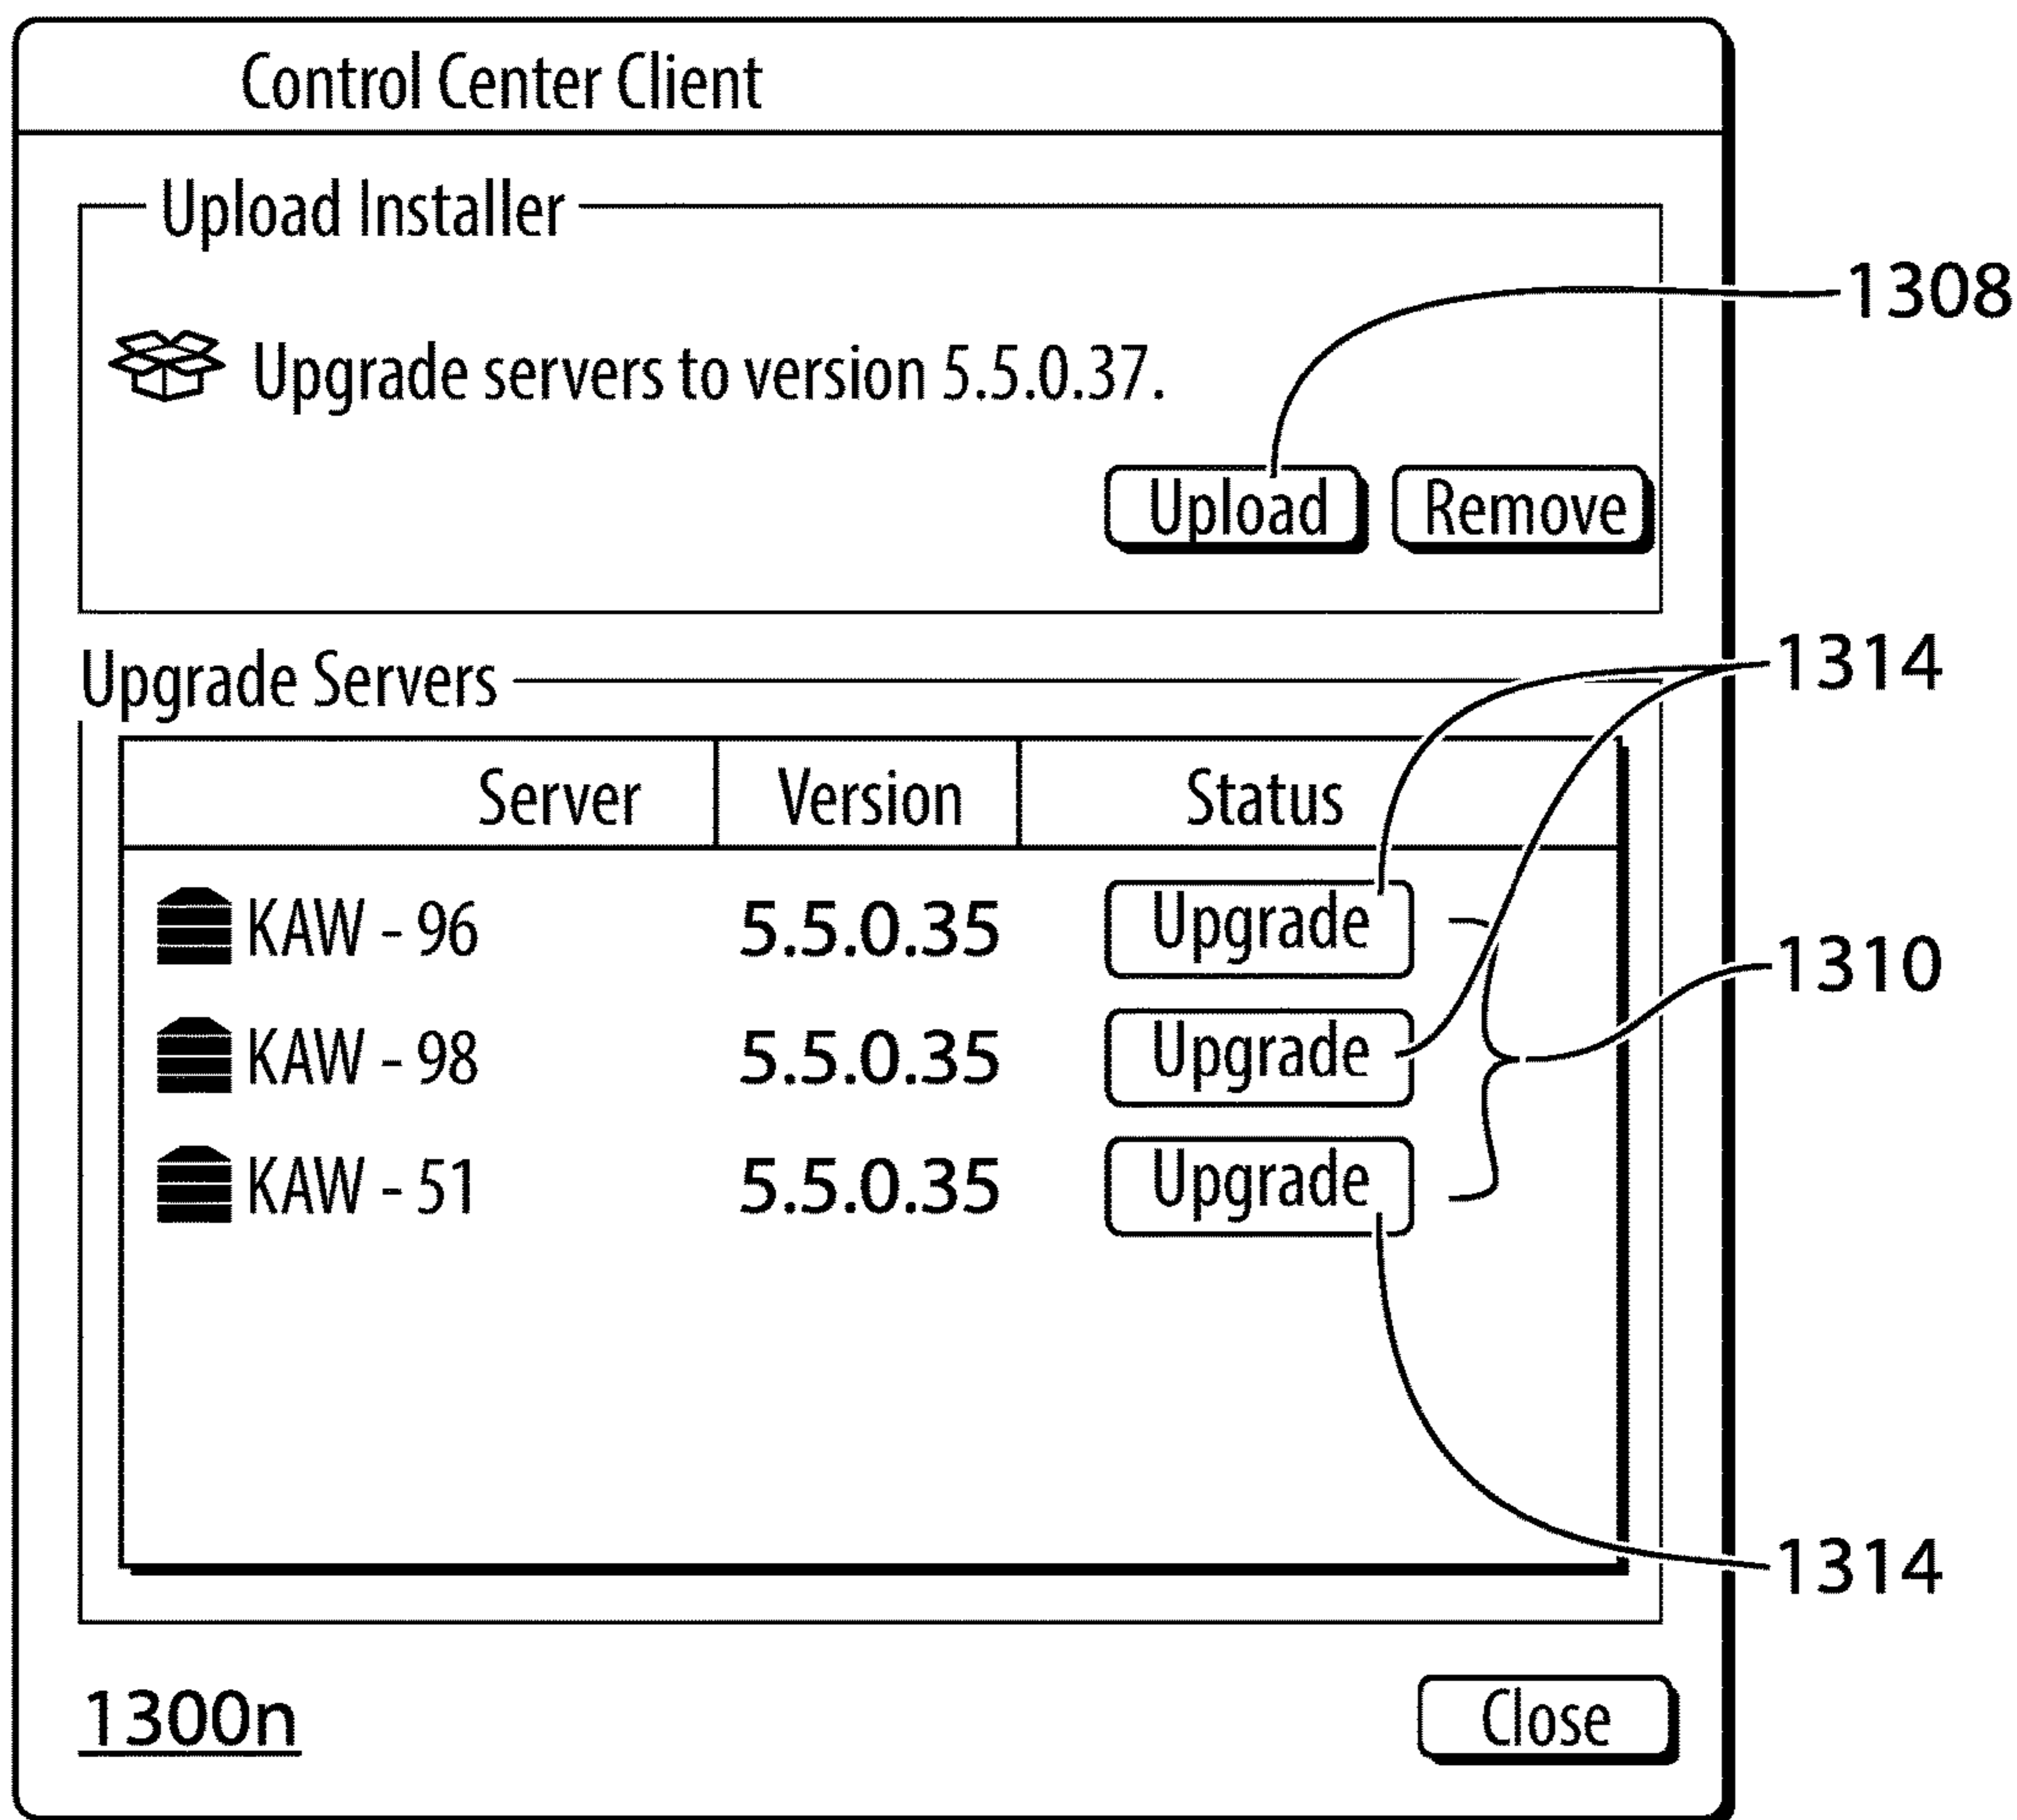 Control Center Client
Upload Installer
1308
Upgrade servers to version 5.5.0.37.
Upload Remove
1314
Upgrade Servers
Server Version Status
KAW - 96 5.5.0.35 Upgrade
1310
KAW - 98 5.5.0.35 Upgrade
KAW - 51 5.5.0.35 Upgrade
1314
1300n Close